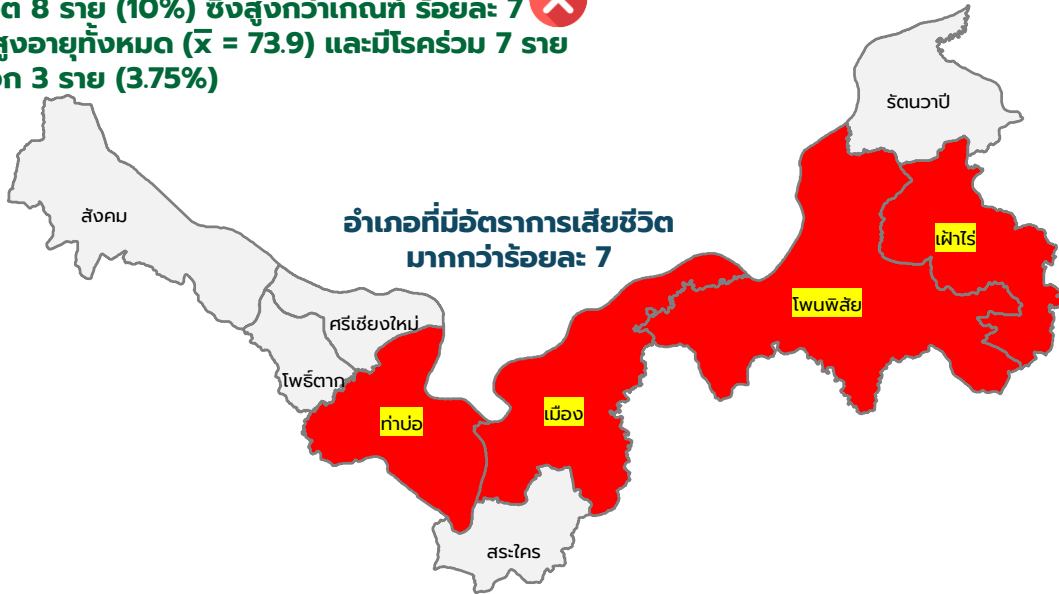 8 ราย (10%) ซึ่งสูงกว่าเกณฑ์ ร้อยละ 7
สูงอายุทั้งหมด (x̅ = 73.9) และมีโรคร่วม 7 ราย
3 ราย (3.75%)
รัตนวาปี
สังคม
อำเภอที่มีอัตราการเสียชีวิต
มากกว่าร้อยละ 7
เฝ้าไร่
โพนพิสัย
ศรีเชียงใหม่
โพธิ์ตาก
ท่าบ่อ
เมือง
สระใคร